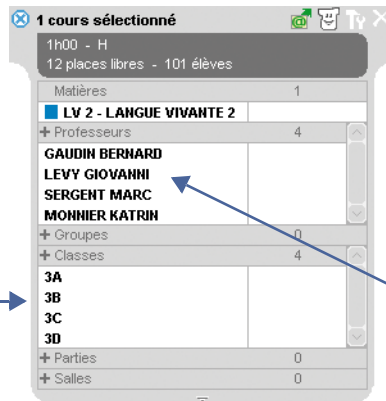 1 cours sélectionné
1h00 - H
12 places libres - 101 élèves
Matières 1
LV 2 - LANGUE VIVANTE 2
+ Professeurs 4
GAUDIN BERNARD
LEVY GIOVANNI
SERGENT MARC
MONNIER KATRIN
+ Groupes 0
+ Classes 4
3A
3B
3C
3D
+ Parties 0
+ Salles 0